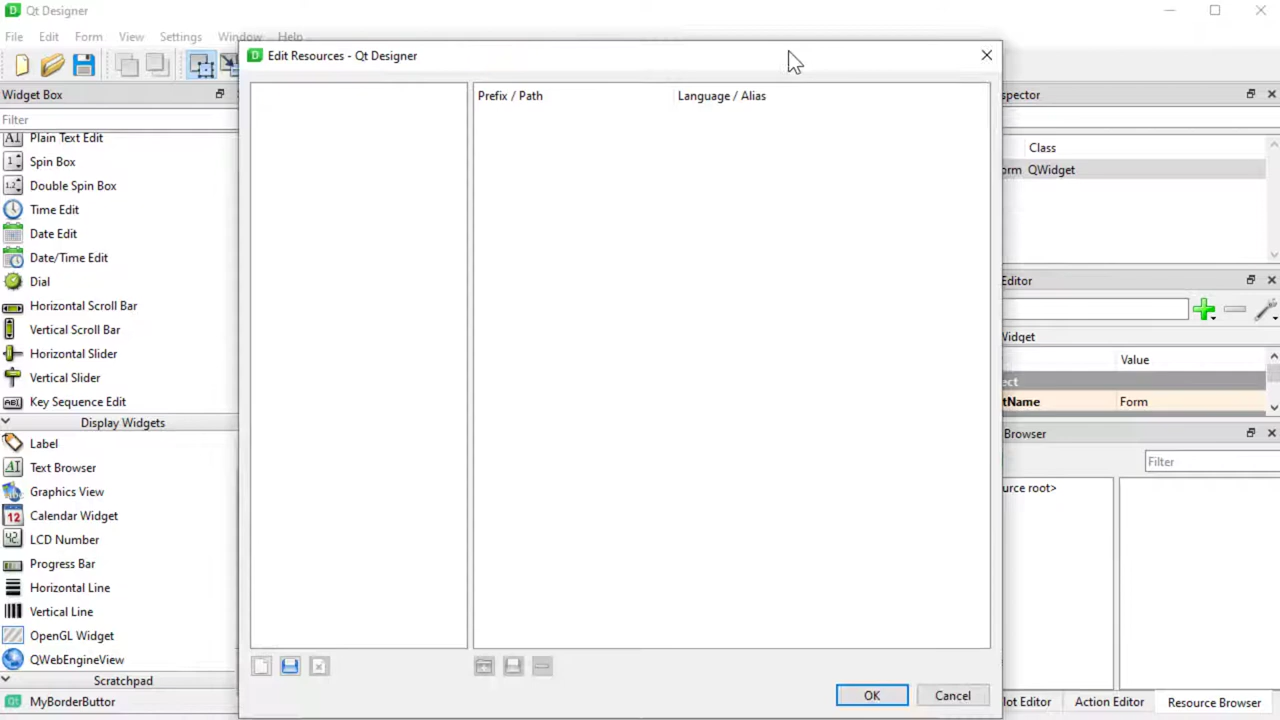 Qt Designer
File Edit Form View Settings Window Help
Edit Resources - Qt Designer
Widget Box
Filter
Plain Text Edit
Spin Box
Double Spin Box
Time Edit
Date Edit
Date/Time Edit
Dial
Horizontal Scroll Bar
Vertical Scroll Bar
Horizontal Slider
Vertical Slider
Key Sequence Edit
Display Widgets
Label
Text Browser
Graphics View
Calendar Widget
LCD Number
Progress Bar
Horizontal Line
Vertical Line
OpenGL Widget
QWebEngineView
Scratchpad
MyBorderButtor
Prefix / Path Language / Alias
OK Cancel
spector
Class
orm QWidget
Editor
Widget
Value
ect
tName Form
Browser
Filter
urce root>
lot Editor Action Editor Resource Browser